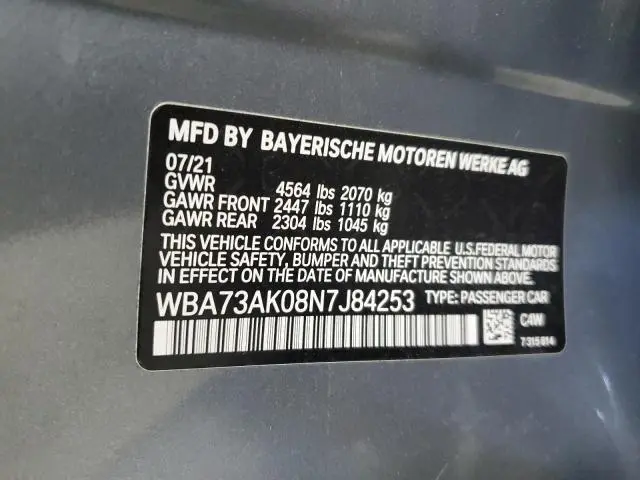 MFD BY BAYERISCHE MOTOREN WERKE AG
07/21
GVWR 4564 lbs 2070 kg
GAWR FRONT 2447 lbs 1110 kg
GAWR REAR 2304 lbs 1045 kg
THIS VEHICLE CONFORMS TO ALL APPLICABLE U.S.FEDERAL MOTOR
VEHICLE SAFETY, BUMPER AND THEFT PREVENTION STANDARDS
IN EFFECT ON THE DATE OF MANUFACTURE SHOWN ABOVE.
WBA73AK08N7J84253 TYPE: PASSENGER CAR
C4W
7315814